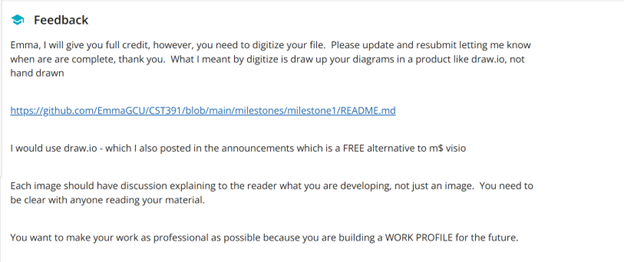 Feedback
Emma, I will give you full credit, however, you need to digitize your file.  Please update and resubmit letting me know
when are are complete, thank you.  What I meant by digitize is draw up your diagrams in a product like draw.io, not
hand drawn
https://github.com/EmmaGCU/CST391/blob/main/milestones/milestone1/README.md
I would use draw.io - which I also posted in the announcements which is a FREE alternative to m$ visio
Each image should have discussion explaining to the reader what you are developing, not just an image.  You need to
be clear with anyone reading your material.
You want to make your work as professional as possible because you are building a WORK PROFILE for the future.